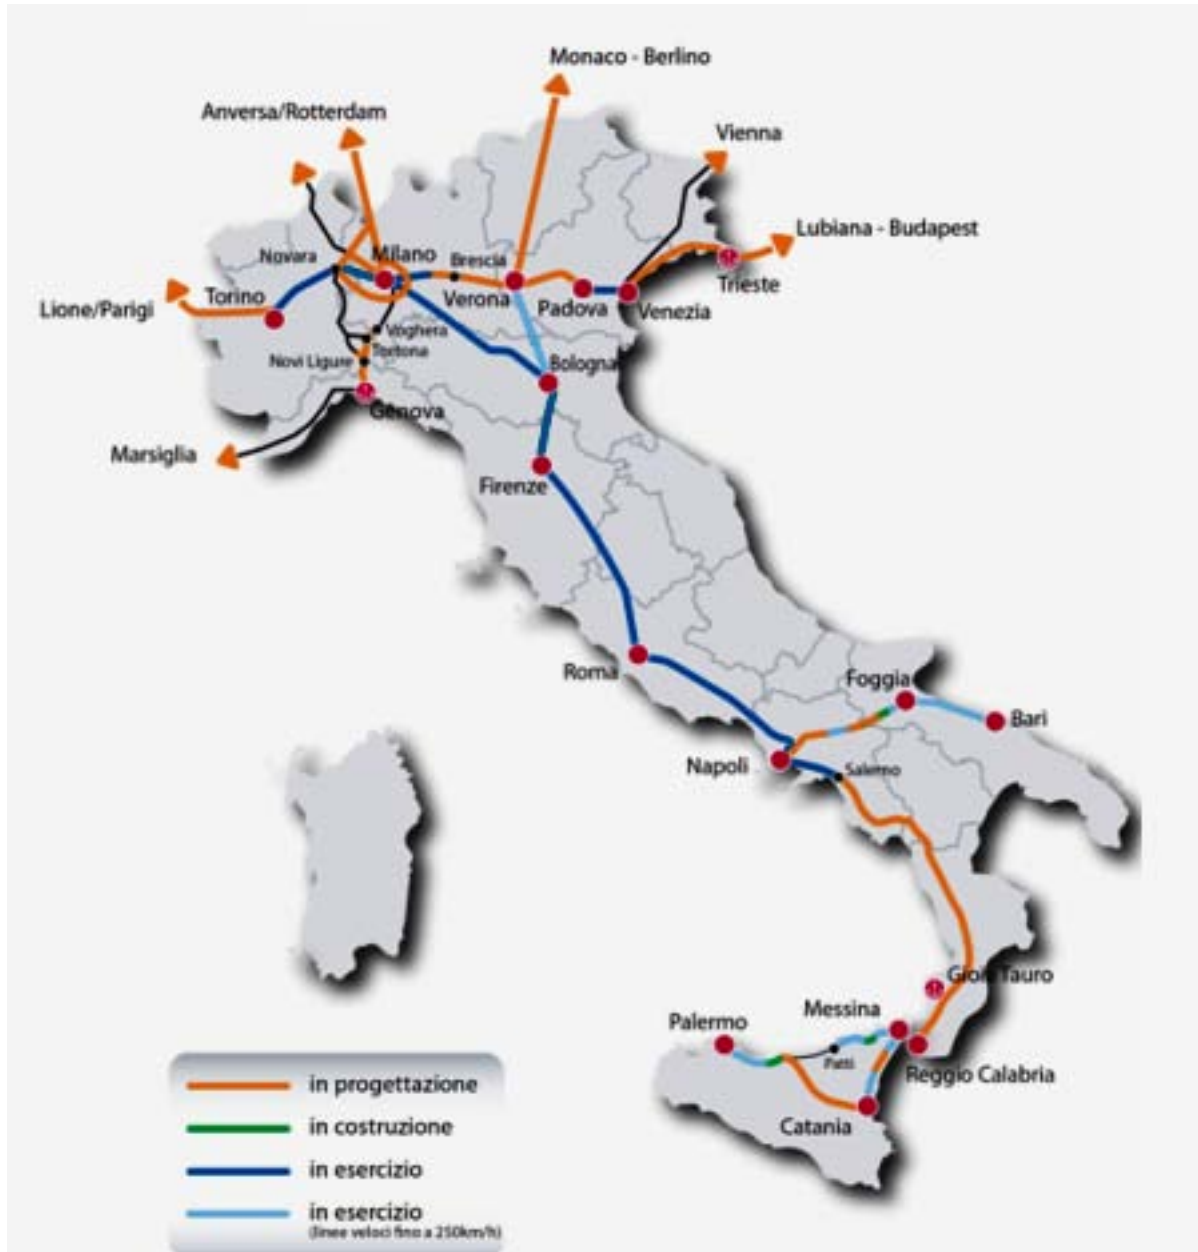 Monaco - Berlino
Anversa/Rotterdam
Vienna
Lubiana - Budapest
Novara
Milano
Brescia
Trieste
Lione/Parigi
Torino
Verona
Padova
Venezia
Voghera
Tortona
Novi Ligure
Bologna
Genova
Marsiglia
Firenze
Roma
Foggia
Bari
Napoli
Salerno
Gioia Tauro
Messina
Palermo
Patti
Reggio Calabria
Catania
in progettazione
in costruzione
in esercizio
in esercizio
(linee veloci fino a 250km/h)